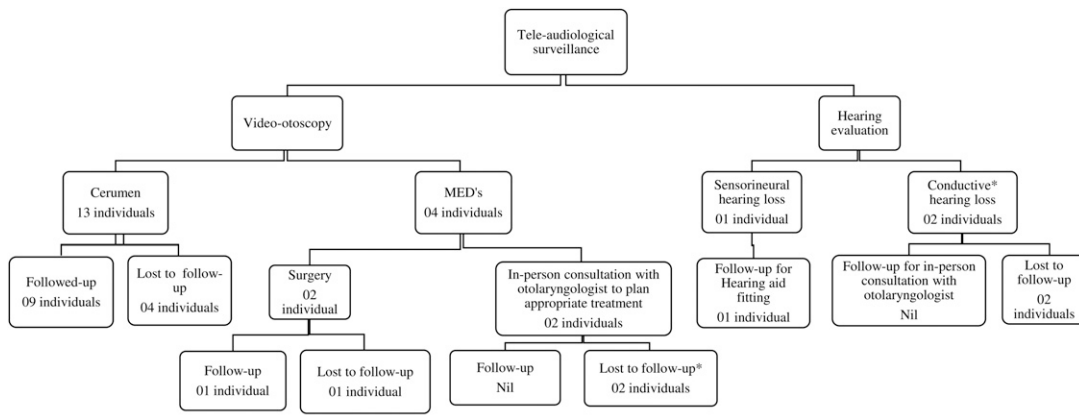 Tele-audiological
surveillance
Video-otoscopy
Hearing
evaluation
Cerumen
13 individuals
MED's
04 individuals
Sensorineural
hearing loss
01 individual
Conductive*
hearing loss
02 individuals
Followed-up
09 individuals
Lost to follow-
up
04 individuals
Surgery
02
individual
In-person consultation with
otolaryngologist to plan
appropriate treatment
02 individuals
Follow-up for
Hearing aid
fitting
01 individual
Follow-up for in-person
consultation with
otolaryngologist
Nil
Lost to
follow-up
02
individuals
Follow-up
01 individual
Lost to follow-up
01 individual
Follow-up
Nil
Lost to follow-up*
02 individuals